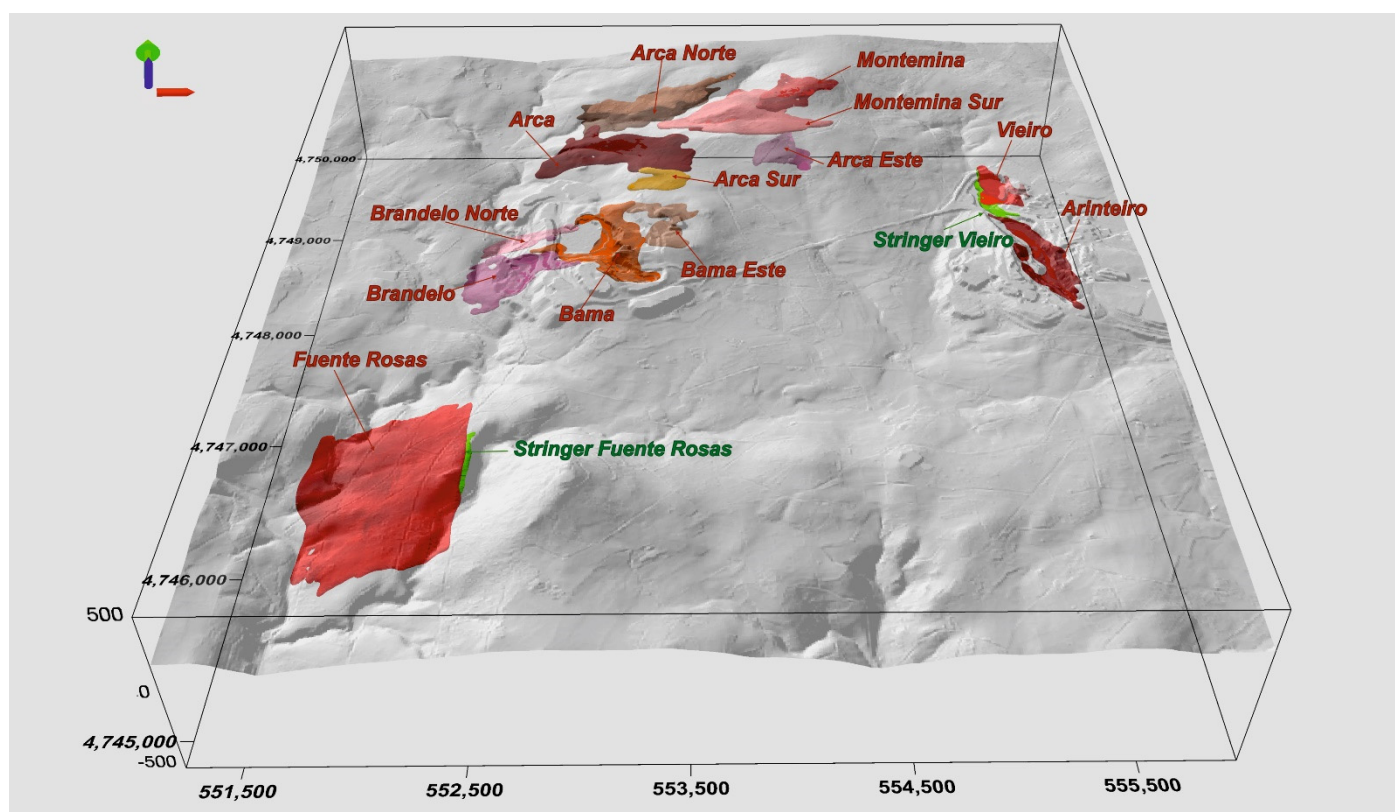 Arca Norte
Montemina
Montemina Sur
Arca
Vieiro
4,750,000
Arca Este
Arca Sur
Brandelo Norte
Arinteiro
4,749,000
Stringer Vieiro
Bama Este
Brandelo
Bama
4,748,000
Fuente Rosas
4,747,000
Stringer Fuente Rosas
4,746,000
500
0
4,745,000
-500
551,500
552,500
553,500
554,500
555,500